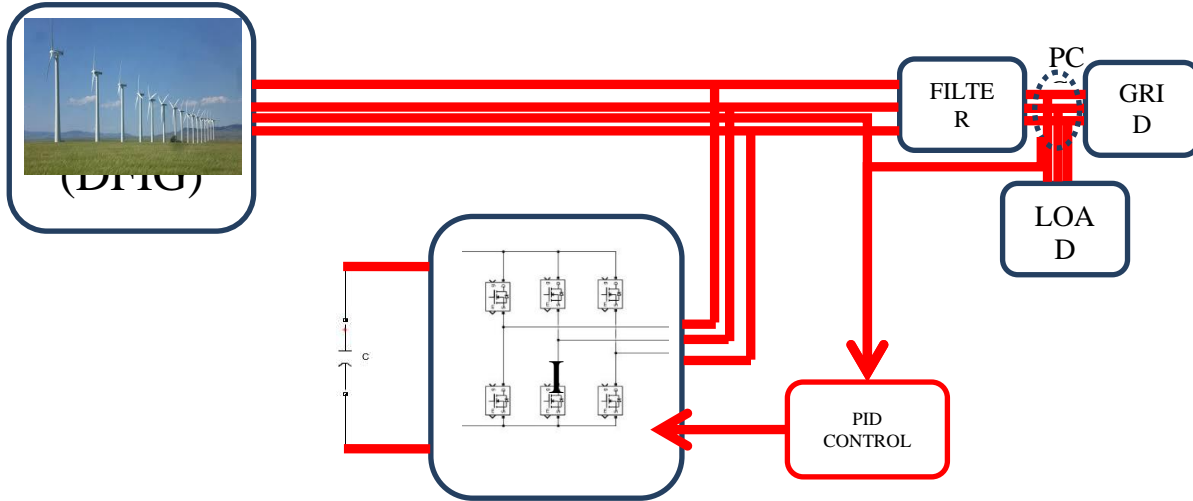 PC
FILTE
R
GRI
D
(DFIG)
LOA
D
C
I
PID
CONTROL